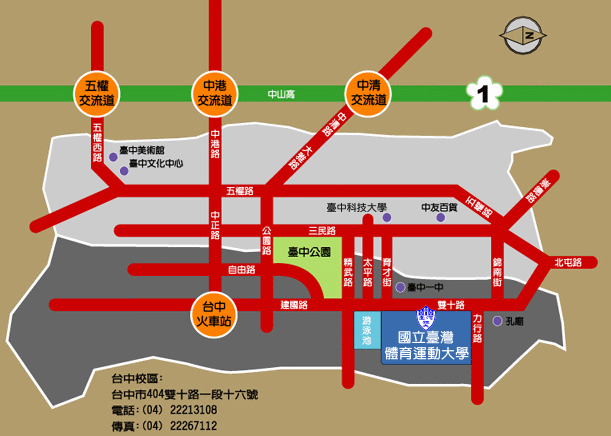 N
五權
交流道
中港
交流道
中清
交流道
中山高
1
五權西路
中港路
中清路
大雅路
臺中美術館
臺中文化中心
五權路
五權路
崇德路
中正路
公園路
臺中科技大學
中友百貨
三民路
臺中公園
精武路
太平路
育才街
錦南街
北屯路
自由路
臺中一中
台中
火車站
建國路
雙十路
游泳池
國立臺灣
體育運動大學
力行路
孔廟
台中校區:
台中市404雙十路一段十六號
電話:(04) 22213108
傳真:(04) 22267112